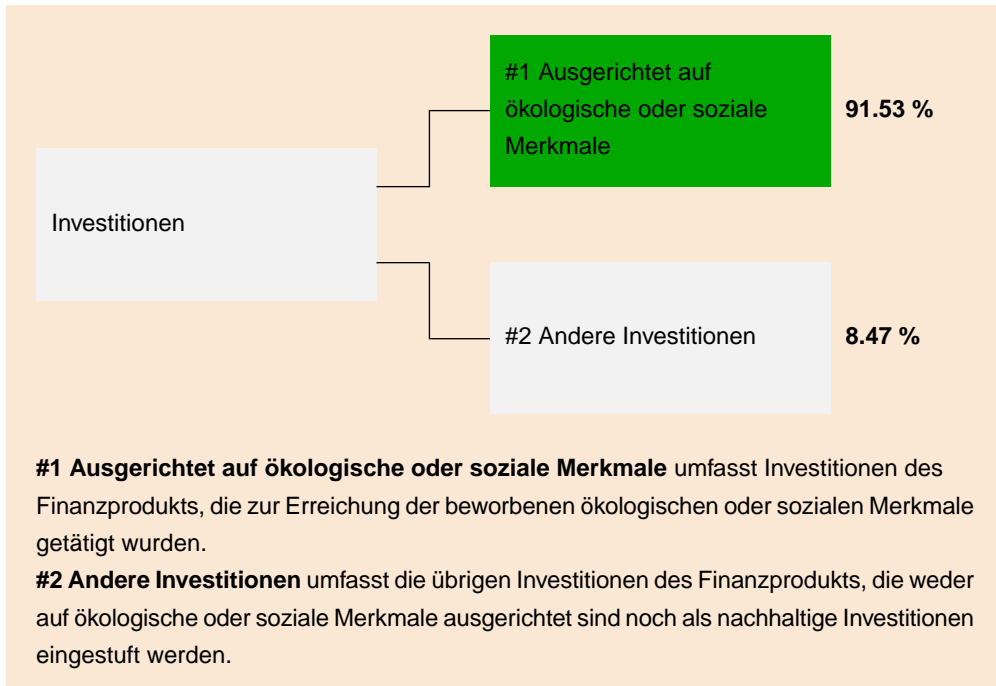 #1 Ausgerichtet auf
ökologische oder soziale
Merkmale
91.53 %
Investitionen
#2 Andere Investitionen
8.47 %
#1 Ausgerichtet auf ökologische oder soziale Merkmale umfasst Investitionen des
Finanzprodukts, die zur Erreichung der beworbenen ökologischen oder sozialen Merkmale
getätigt wurden.
#2 Andere Investitionen umfasst die übrigen Investitionen des Finanzprodukts, die weder
auf ökologische oder soziale Merkmale ausgerichtet sind noch als nachhaltige Investitionen
eingestuft werden.